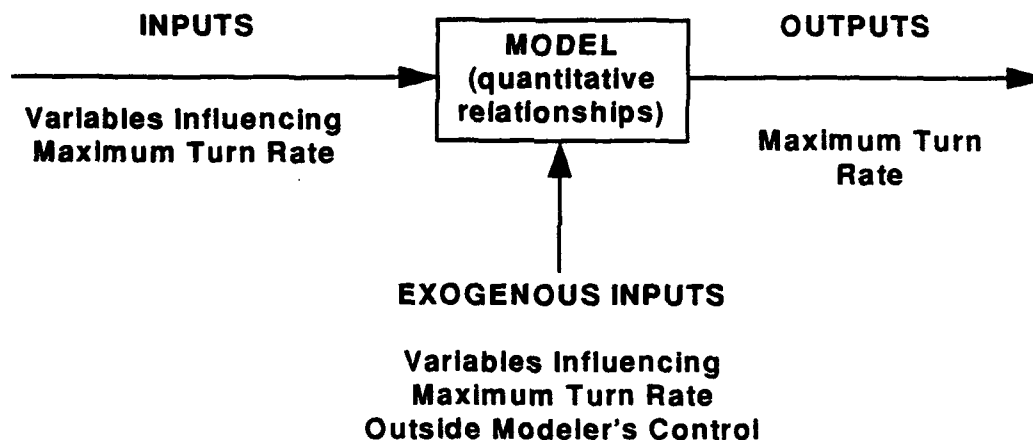 INPUTS
Variables Influencing
Maximum Turn Rate
MODEL
(quantitative
relationships)
OUTPUTS
Maximum Turn
Rate
EXOGENOUS INPUTS
Variables Influencing
Maximum Turn Rate
Outside Modeler's Control